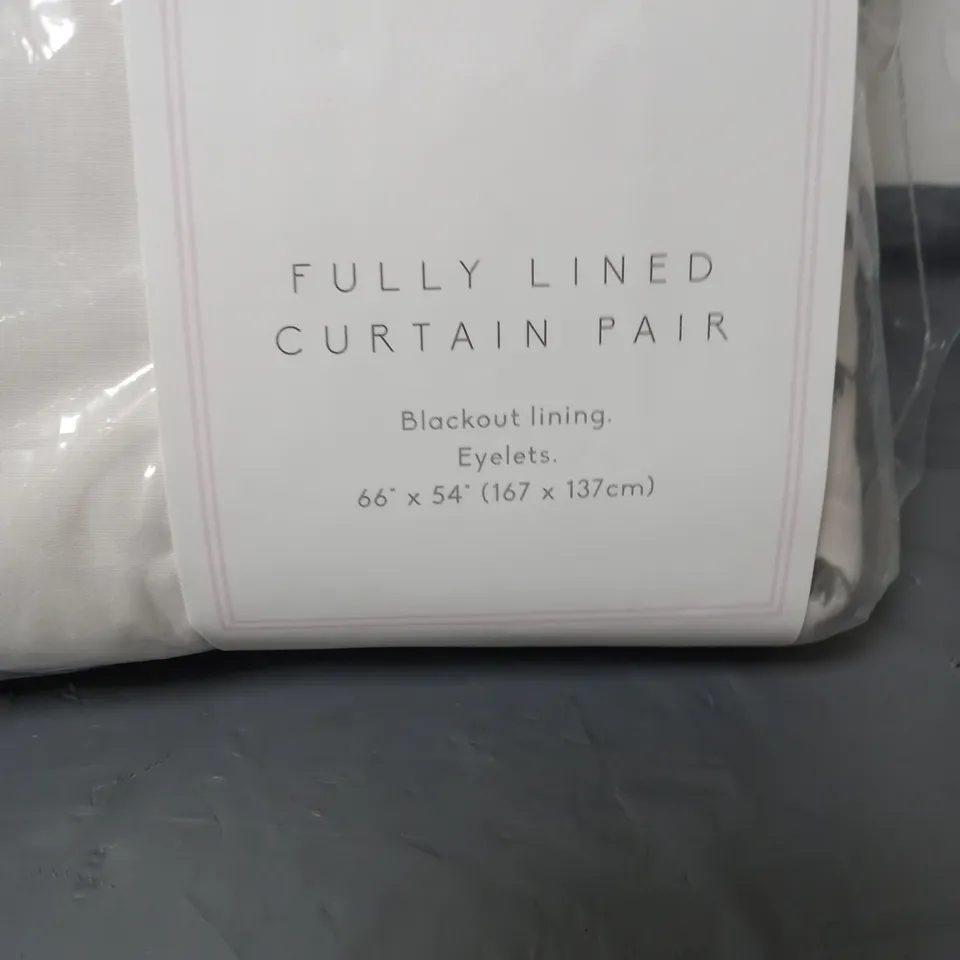 FULLY LINED
CURTAIN PAIR
Blackout lining.
Eyelets.
66" x 54" (167 x 137cm)